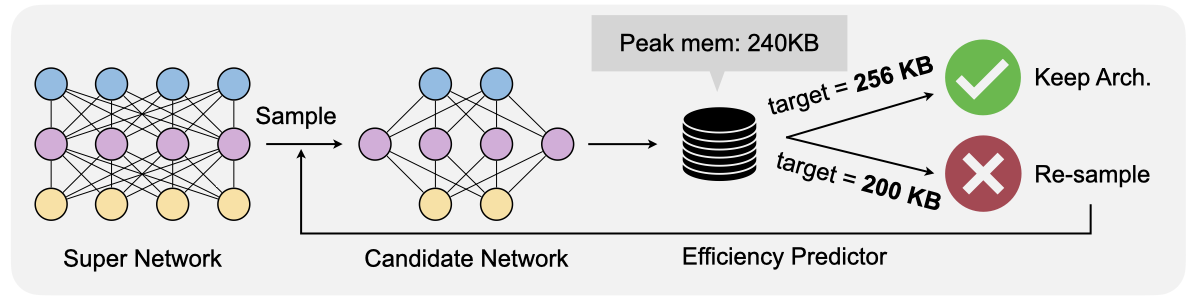 Peak mem: 240KB
target = 256 KB
Keep Arch.
Sample
target = 200 KB
Re-sample
Super Network
Candidate Network
Efficiency Predictor